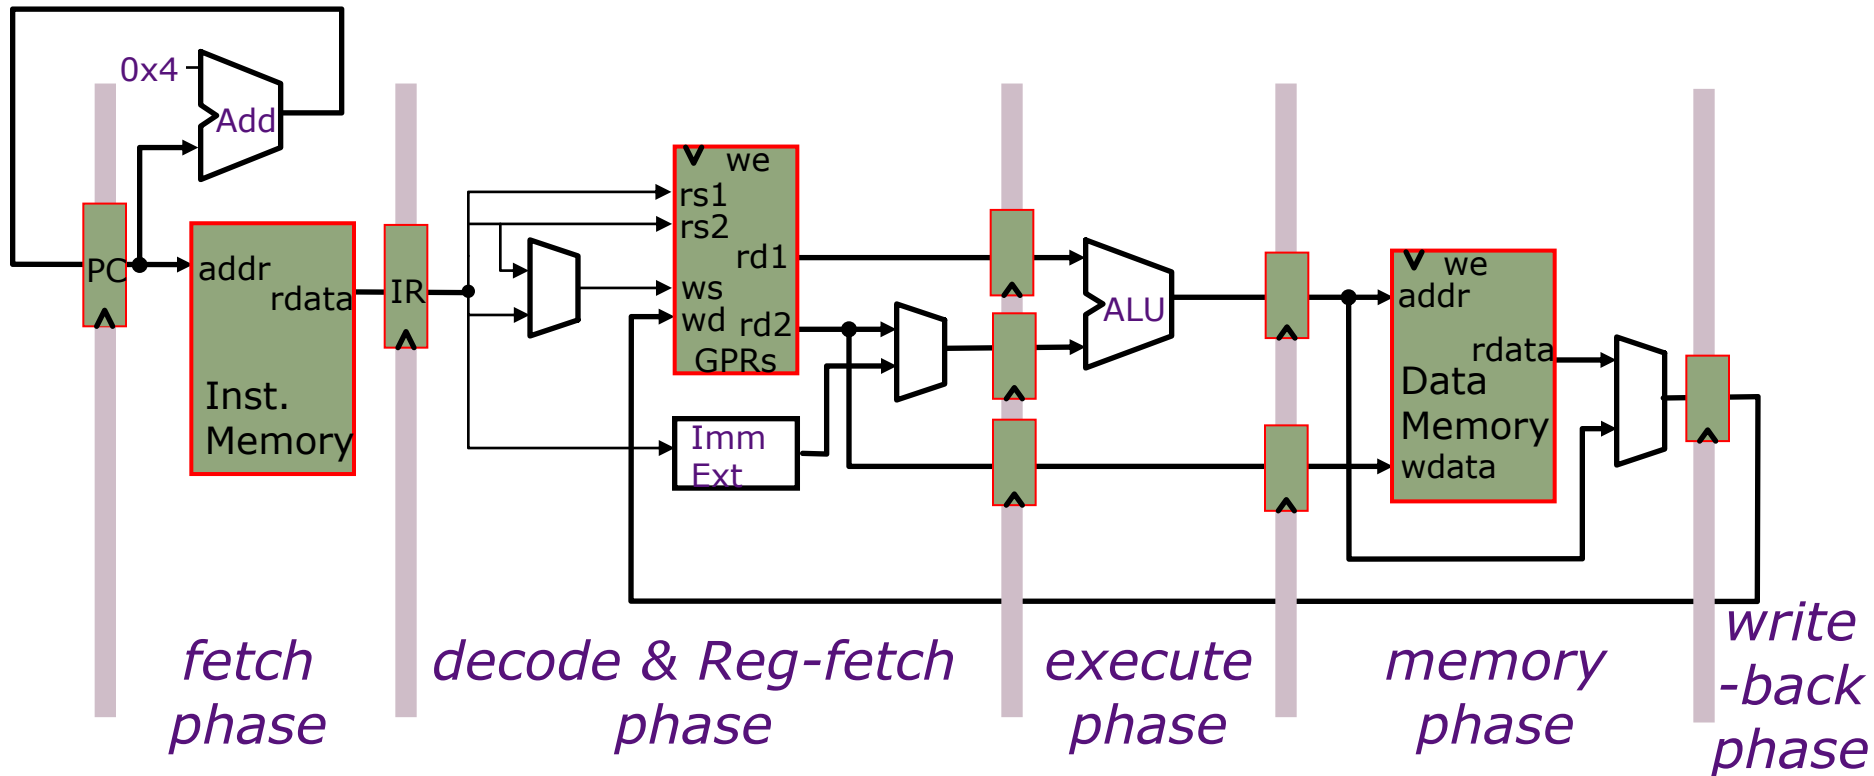 0x4
Add
PC
addr
rdata
Inst.
Memory
IR
we
rs1
rs2
rd1
ws
wd
rd2
GPRs
Imm
Ext
ALU
we
addr
rdata
Data
Memory
wdata
fetch
phase
decode & Reg-fetch
phase
execute
phase
memory
phase
write
-back
phase